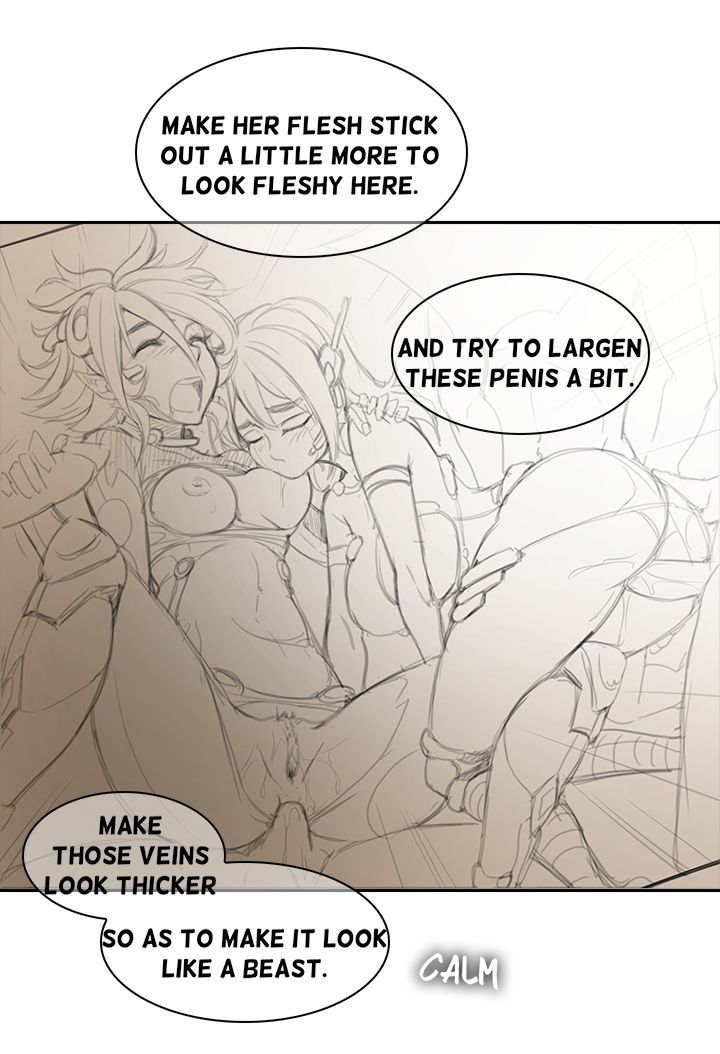 MAKE HER FLESH STICK
OUT A LITTLE MORE TO
LOOK FLESHY HERE.
AND TRY TO LARGEN
THESE PENIS A BIT.
MAKE
THOSE VEINS
LOOK THICKER
SO AS TO MAKE IT LOOK
LIKE A BEAST.
CALM